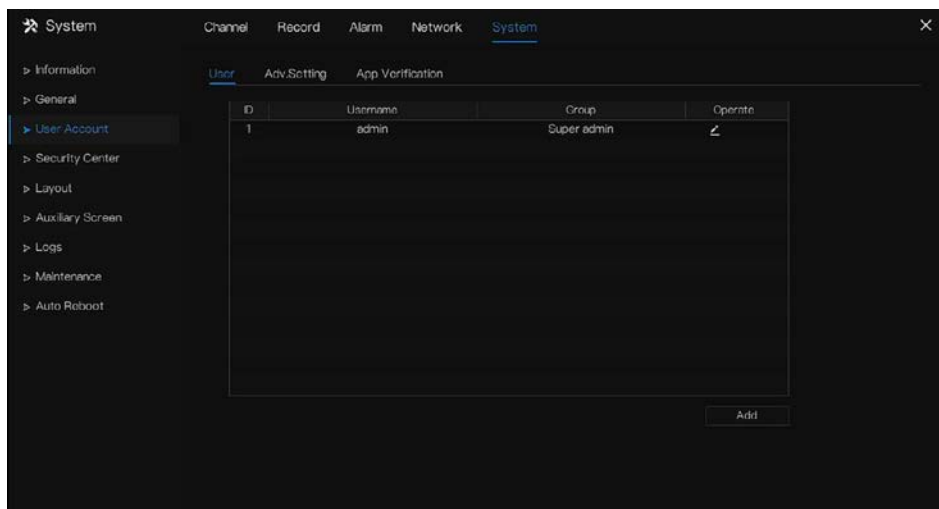 System Channel Record Alarm Network System
Information
General
User Account
Security Center
Layout
Auxiliary Screen
Logs
Maintenance
Auto Reboot
User Adv.Setting App Verification
ID Username Group Operate
1 admin Super admin
Add